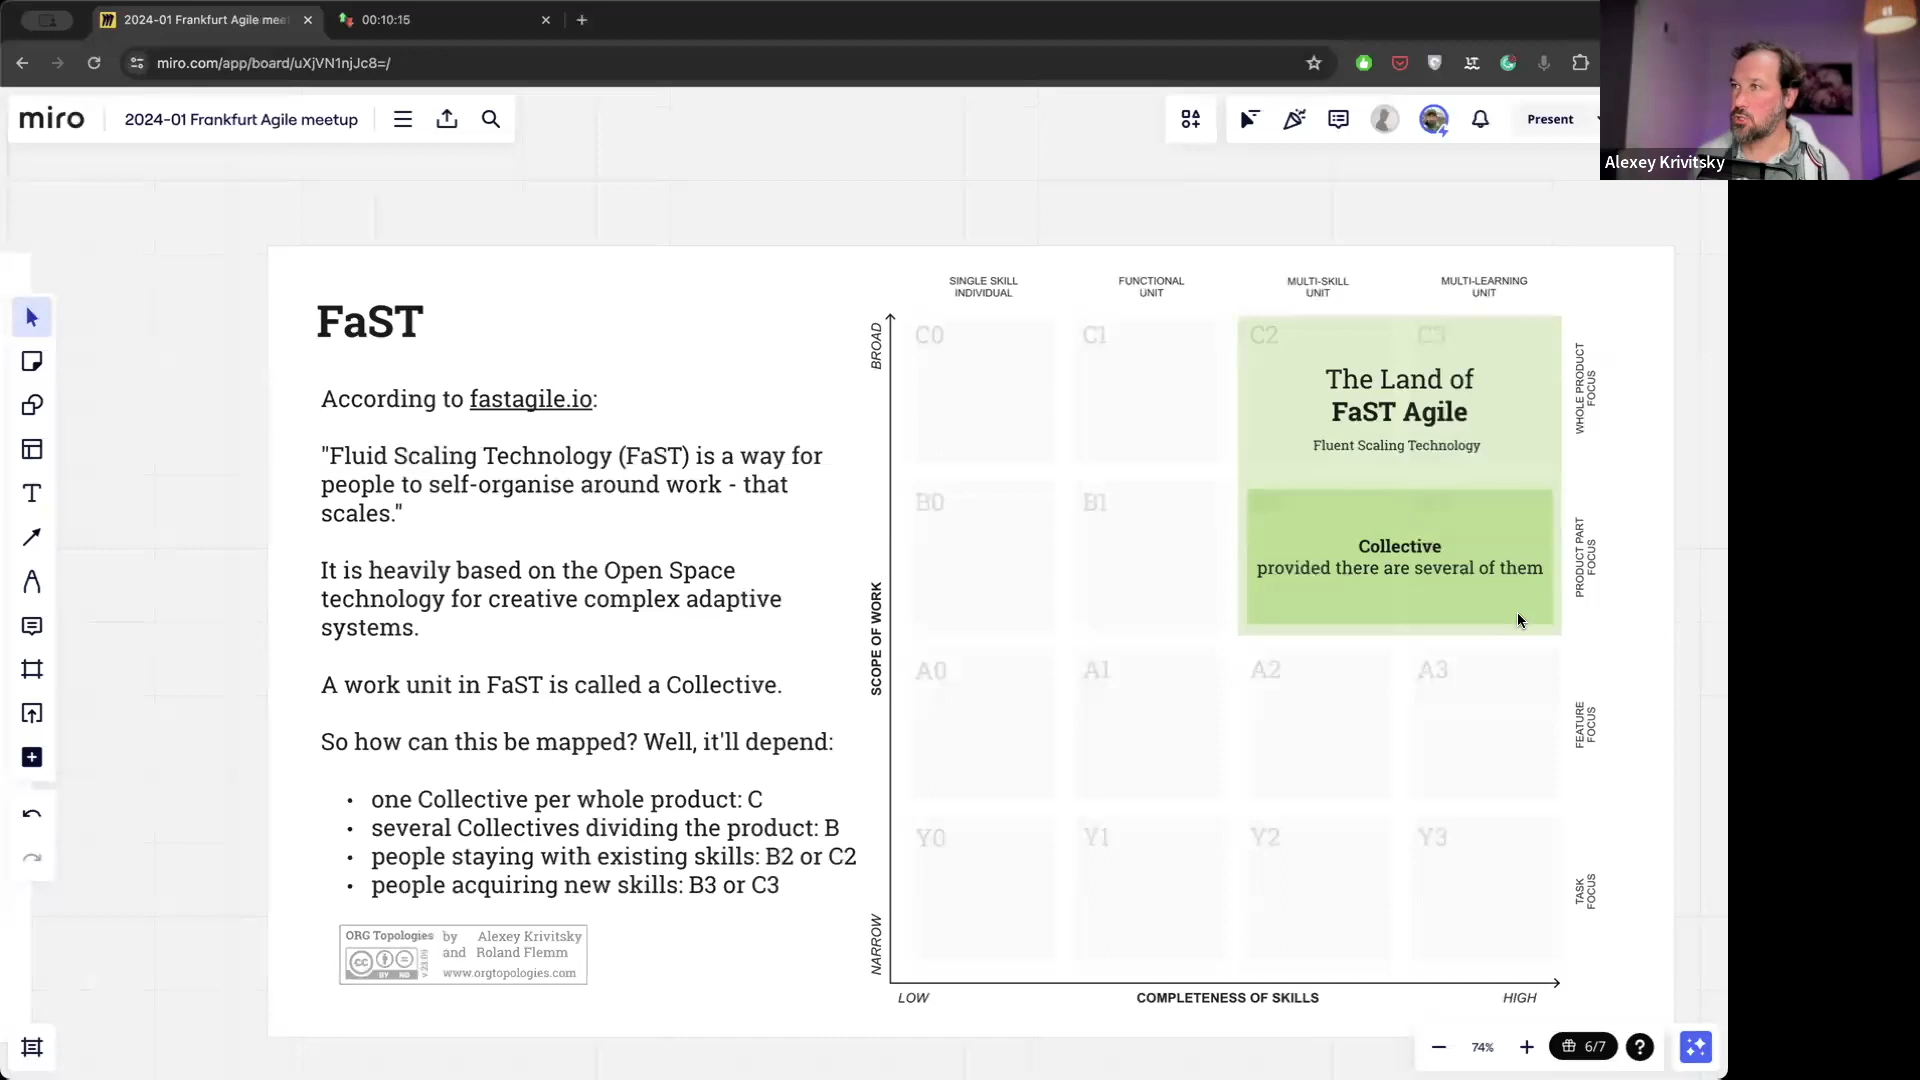 2024-01 Frankfurt Agile mee
00:10:15
miro.com/app/board/uXjVN1njJc8=/
miro
2024-01 Frankfurt Agile meetup
Present
Alexey Krivitsky
FaST
According to fastagile.io:
"Fluid Scaling Technology (FaST) is a way for
people to self-organise around work - that
scales."
It is heavily based on the Open Space
technology for creative complex adaptive
systems.
A work unit in FaST is called a Collective.
So how can this be mapped? Well, it'll depend:
• one Collective per whole product: C
• several Collectives dividing the product: B
• people staying with existing skills: B2 or C2
• people acquiring new skills: B3 or C3
ORG Topologies by Alexey Krivitsky
and Roland Flemm
www.orgtopologies.com
cc
BY ND
v 23.09
SINGLE SKILL
INDIVIDUAL
FUNCTIONAL
UNIT
MULTI-SKILL
UNIT
MULTI-LEARNING
UNIT
BROAD
SCOPE OF WORK
NARROW
C0 C1 C2 C3
The Land of
FaST Agile
Fluent Scaling Technology
WHOLE PRODUCT
FOCUS
B0 B1
Collective
provided there are several of them
PRODUCT PART
FOCUS
A0 A1 A2 A3
FEATURE
FOCUS
Y0 Y1 Y2 Y3
TASK
FOCUS
LOW
COMPLETENESS OF SKILLS
HIGH
74%
6/7